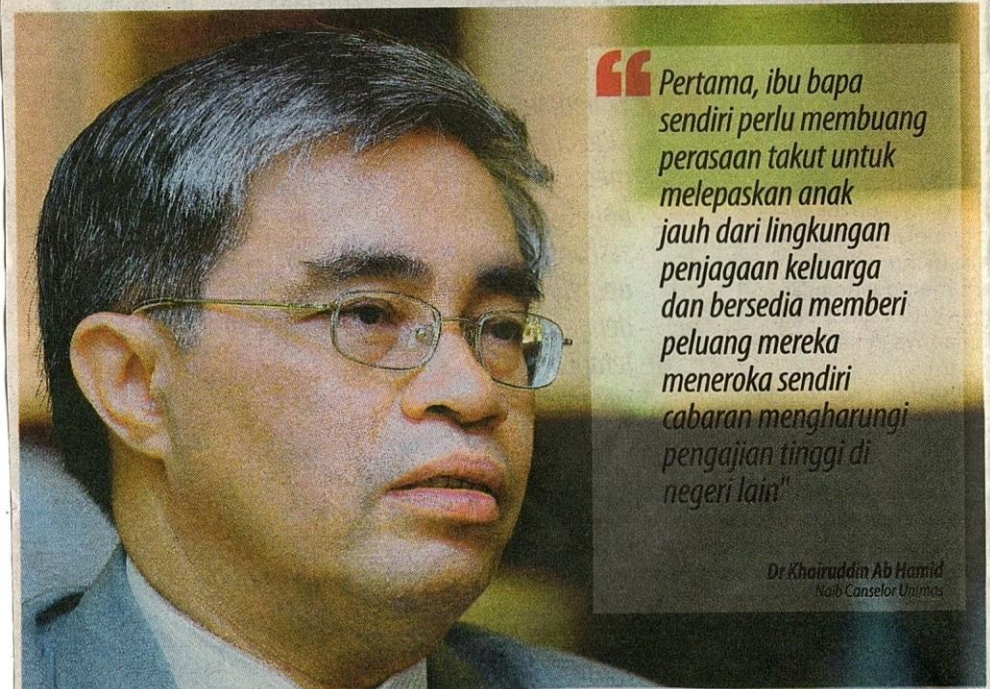 “Pertama, ibu bapa
sendiri perlu membuang
perasaan takut untuk
melepaskan anak
jauh dari lingkungan
penjagaan keluarga
dan bersedia memberi
peluang mereka
meneroka sendiri
cabaran mengharungi
pengajian tinggi di
negeri lain"
Dr Khairuddin Ab Hamid
Naib Canselor Unimas